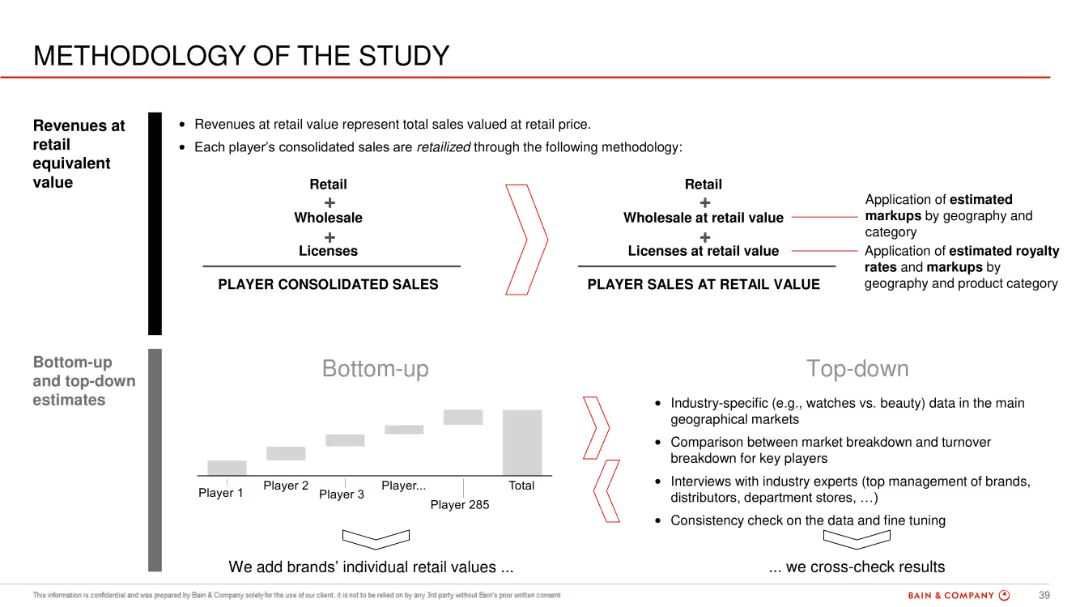 METHODOLOGY OF THE STUDY
Revenues at
retail
equivalent
value
• Revenues at retail value represent total sales valued at retail price.
• Each player's consolidated sales are retailized through the following methodology:
Retail
+
Wholesale
+
Licenses
PLAYER CONSOLIDATED SALES
Retail
+
Wholesale at retail value
+
Licenses at retail value
PLAYER SALES AT RETAIL VALUE
Application of estimated
markups by geography and
category
Application of estimated royalty
rates and markups by
geography and product category
Bottom-up
and top-down
estimates
Bottom-up
Player 1
Player 2
Player 3
Player...
Player 285
Total
We add brands' individual retail values ...
Top-down
• Industry-specific (e.g., watches vs. beauty) data in the main
geographical markets
• Comparison between market breakdown and turnover
breakdown for key players
• Interviews with industry experts (top management of brands,
distributors, department stores, …)
• Consistency check on the data and fine tuning
... we cross-check results
This information is confidential and was prepared by Bain & Company solely for the use of our client; it is not to be relied on by any 3rd party without Bain's prior written consent
BAIN & COMPANY
39